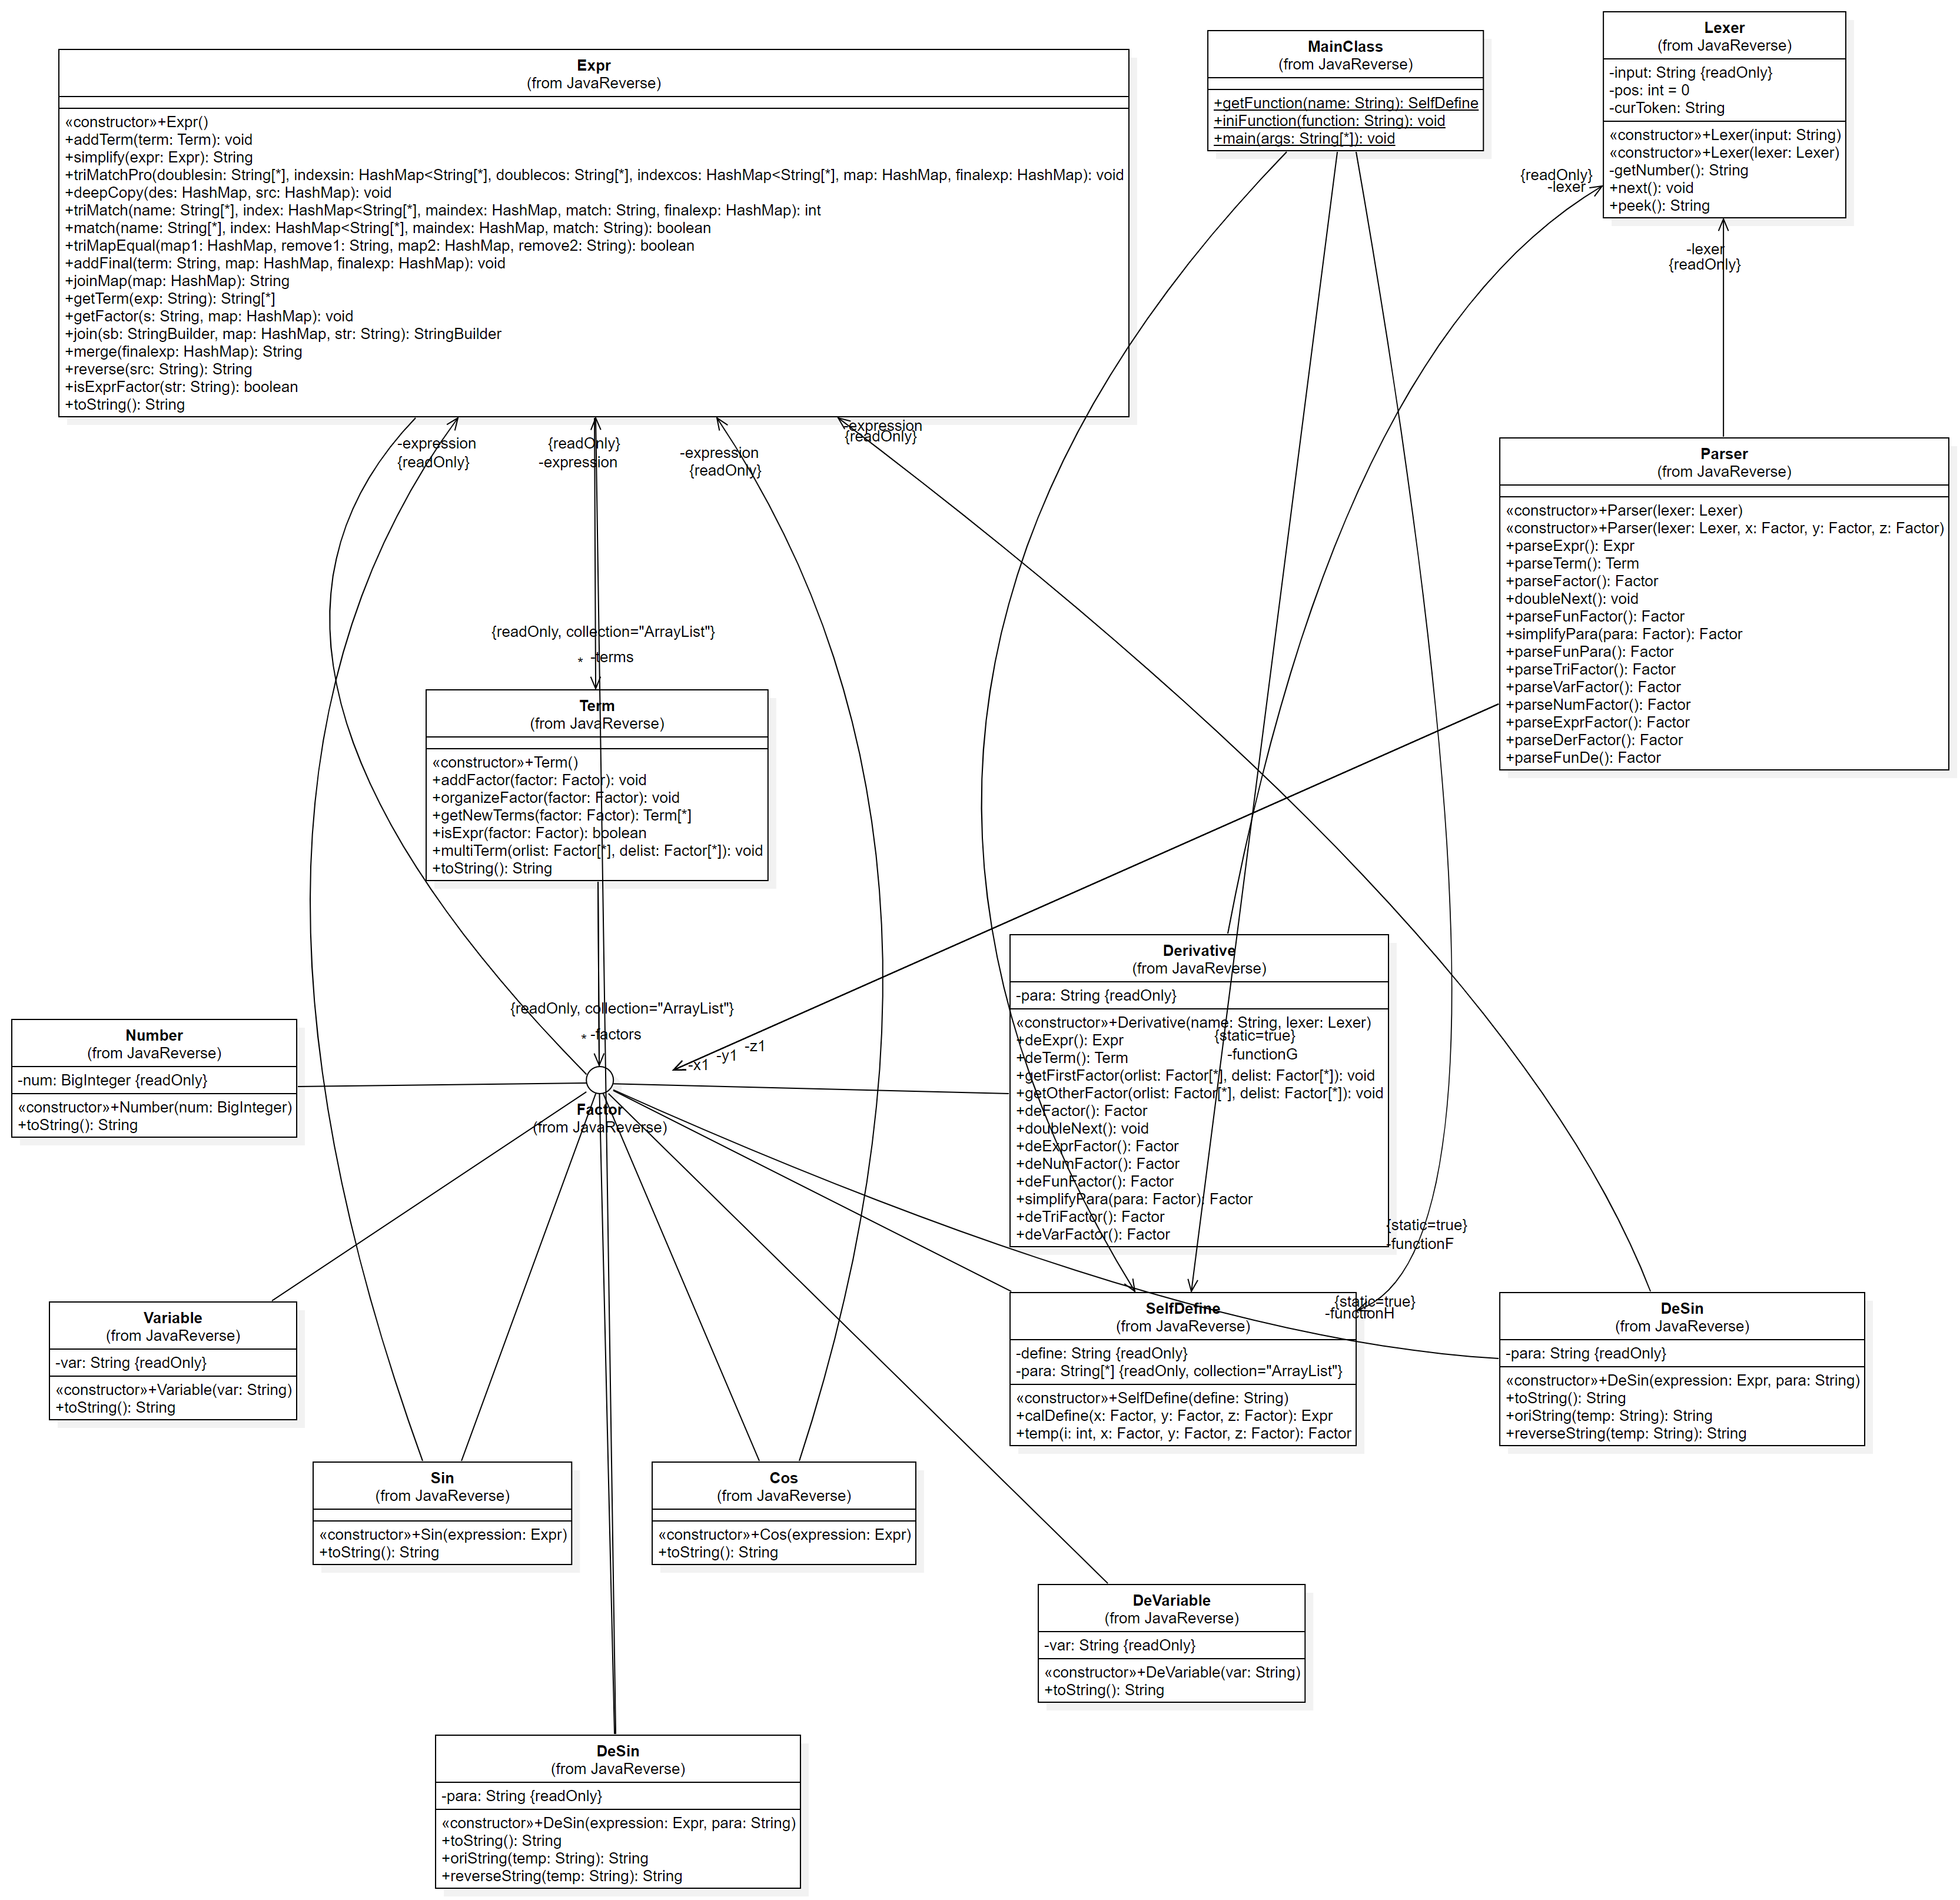 Expr
(from JavaReverse)
«constructor»+Expr()
+addTerm(term: Term): void
+simplify(expr: Expr): String
+triMatchPro(doublesin: String[*], indexsin: HashMap<String[*], doublecos: String[*], indexcos: HashMap<String[*], map: HashMap, finalexp: HashMap): void
+deepCopy(des: HashMap, src: HashMap): void
+triMatch(name: String[*], index: HashMap<String[*], maindex: HashMap, match: String, finalexp: HashMap): int
+match(name: String[*], index: HashMap<String[*], maindex: HashMap, match: String): boolean
+triMapEqual(map1: HashMap, remove1: String, map2: HashMap, remove2: String): boolean
+addFinal(term: String, map: HashMap, finalexp: HashMap): void
+joinMap(map: HashMap): String
+getTerm(exp: String): String[*]
+getFactor(s: String, map: HashMap): void
+join(sb: StringBuilder, map: HashMap, str: String): StringBuilder
+merge(finalexp: HashMap): String
+reverse(src: String): String
+isExprFactor(str: String): boolean
+toString(): String
MainClass
(from JavaReverse)
+getFunction(name: String): SelfDefine
+iniFunction(function: String): void
+main(args: String[*]): void
Lexer
(from JavaReverse)
-input: String {readOnly}
-pos: int = 0
-curToken: String
«constructor»+Lexer(input: String)
«constructor»+Lexer(lexer: Lexer)
-getNumber(): String
+next(): void
+peek(): String
{readOnly}
-lexer
-lexer
{readOnly}
-expression
{readOnly}
{readOnly}
-expression
-expression
{readOnly}
-expression
{readOnly}
Parser
(from JavaReverse)
«constructor»+Parser(lexer: Lexer)
«constructor»+Parser(lexer: Lexer, x: Factor, y: Factor, z: Factor)
+parseExpr(): Expr
+parseTerm(): Term
+parseFactor(): Factor
+doubleNext(): void
+parseFunFactor(): Factor
+simplifyPara(para: Factor): Factor
+parseFunPara(): Factor
+parseTriFactor(): Factor
+parseVarFactor(): Factor
+parseNumFactor(): Factor
+parseExprFactor(): Factor
+parseDerFactor(): Factor
+parseFunDe(): Factor
{readOnly, collection="ArrayList"}
* -terms
Term
(from JavaReverse)
«constructor»+Term()
+addFactor(factor: Factor): void
+organizeFactor(factor: Factor): void
+getNewTerms(factor: Factor): Term[*]
+isExpr(factor: Factor): boolean
+multiTerm(orlist: Factor[*], delist: Factor[*]): void
+toString(): String
{readOnly, collection="ArrayList"}
* -factors
-x1 -y1 -z1
Factor
(from JavaReverse)
Derivative
(from JavaReverse)
-para: String {readOnly}
«constructor»+Derivative(name: String, lexer: Lexer)
+deExpr(): Expr
+deTerm(): Term
+getFirstFactor(orlist: Factor[*], delist: Factor[*]): void
+getOtherFactor(orlist: Factor[*], delist: Factor[*]): void
+deFactor(): Factor
+doubleNext(): void
+deExprFactor(): Factor
+deNumFactor(): Factor
+deFunFactor(): Factor
+simplifyPara(para: Factor): Factor
+deTriFactor(): Factor
+deVarFactor(): Factor
{static=true}
-functionG
{static=true}
-functionF
{static=true}
-functionH
Number
(from JavaReverse)
-num: BigInteger {readOnly}
«constructor»+Number(num: BigInteger)
+toString(): String
Variable
(from JavaReverse)
-var: String {readOnly}
«constructor»+Variable(var: String)
+toString(): String
SelfDefine
(from JavaReverse)
-define: String {readOnly}
-para: String[*] {readOnly, collection="ArrayList"}
«constructor»+SelfDefine(define: String)
+calDefine(x: Factor, y: Factor, z: Factor): Expr
+temp(i: int, x: Factor, y: Factor, z: Factor): Factor
DeSin
(from JavaReverse)
-para: String {readOnly}
«constructor»+DeSin(expression: Expr, para: String)
+toString(): String
+oriString(temp: String): String
+reverseString(temp: String): String
Sin
(from JavaReverse)
«constructor»+Sin(expression: Expr)
+toString(): String
Cos
(from JavaReverse)
«constructor»+Cos(expression: Expr)
+toString(): String
DeVariable
(from JavaReverse)
-var: String {readOnly}
«constructor»+DeVariable(var: String)
+toString(): String
DeSin
(from JavaReverse)
-para: String {readOnly}
«constructor»+DeSin(expression: Expr, para: String)
+toString(): String
+oriString(temp: String): String
+reverseString(temp: String): String